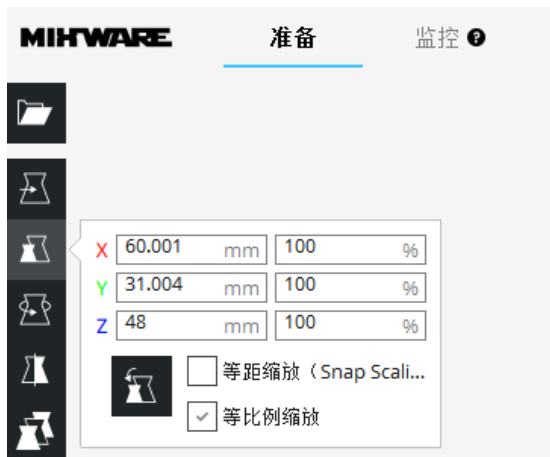 MIHWARE 准备 监控 ?
X 60.001 mm 100 %
Y 31.004 mm 100 %
Z 48 mm 100 %
等距缩放（Snap Scali...
等比例缩放